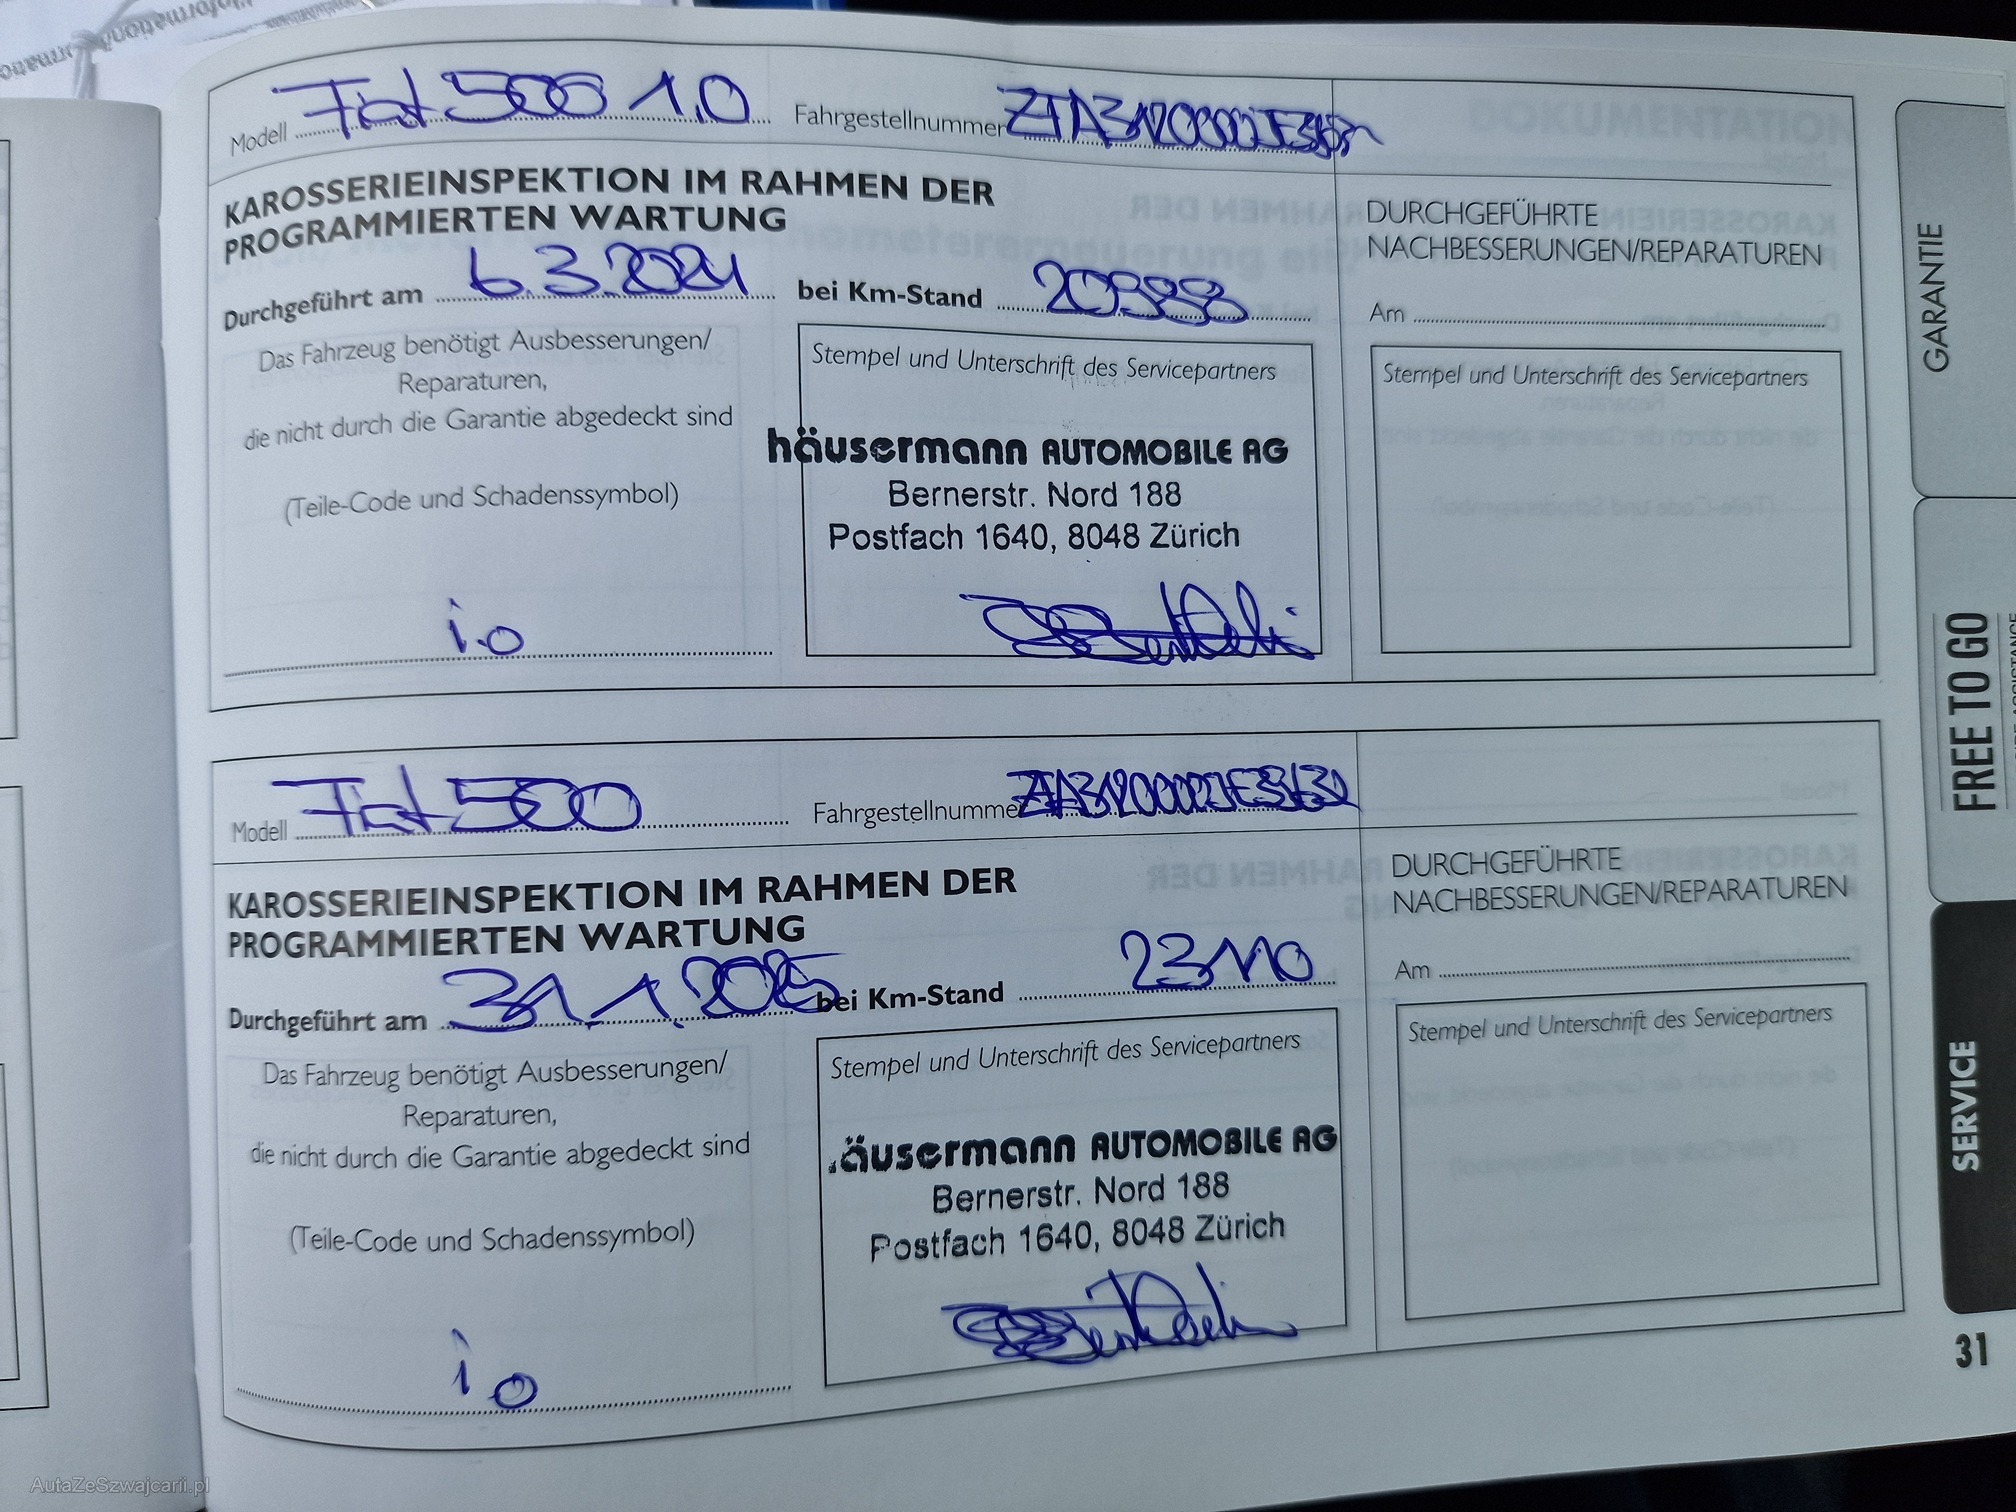 Modell Fiat 500 1.0 Fahrgestellnummer
KAROSSERIEINSPEKTION IM RAHMEN DER
PROGRAMMIERTEN WARTUNG
Durchgeführt am 6.3.2024 bei Km-Stand 20988
Das Fahrzeug benötigt Ausbesserungen/
Reparaturen,
die nicht durch die Garantie abgedeckt sind
(Teile-Code und Schadenssymbol)
i.o
Stempel und Unterschrift des Servicepartners
häusermann AUTOMOBILE AG
Bernerstr. Nord 188
Postfach 1640, 8048 Zürich
DURCHGEFÜHRTE
NACHBESSERUNGEN/REPARATUREN
Am
Stempel und Unterschrift des Servicepartners
Modell Fiat 500 Fahrgestellnumme
KAROSSERIEINSPEKTION IM RAHMEN DER
PROGRAMMIERTEN WARTUNG
Durchgeführt am 31.1.2025 bei Km-Stand 23110
Das Fahrzeug benötigt Ausbesserungen/
Reparaturen,
die nicht durch die Garantie abgedeckt sind
(Teile-Code und Schadenssymbol)
i o
Stempel und Unterschrift des Servicepartners
äusermann AUTOMOBILE AG
Bernerstr. Nord 188
Postfach 1640, 8048 Zürich
DURCHGEFÜHRTE
NACHBESSERUNGEN/REPARATUREN
Am
Stempel und Unterschrift des Servicepartners
GARANTIE
FREE TO GO
SERVICE
31
AutaZeSzwajcarii.pl